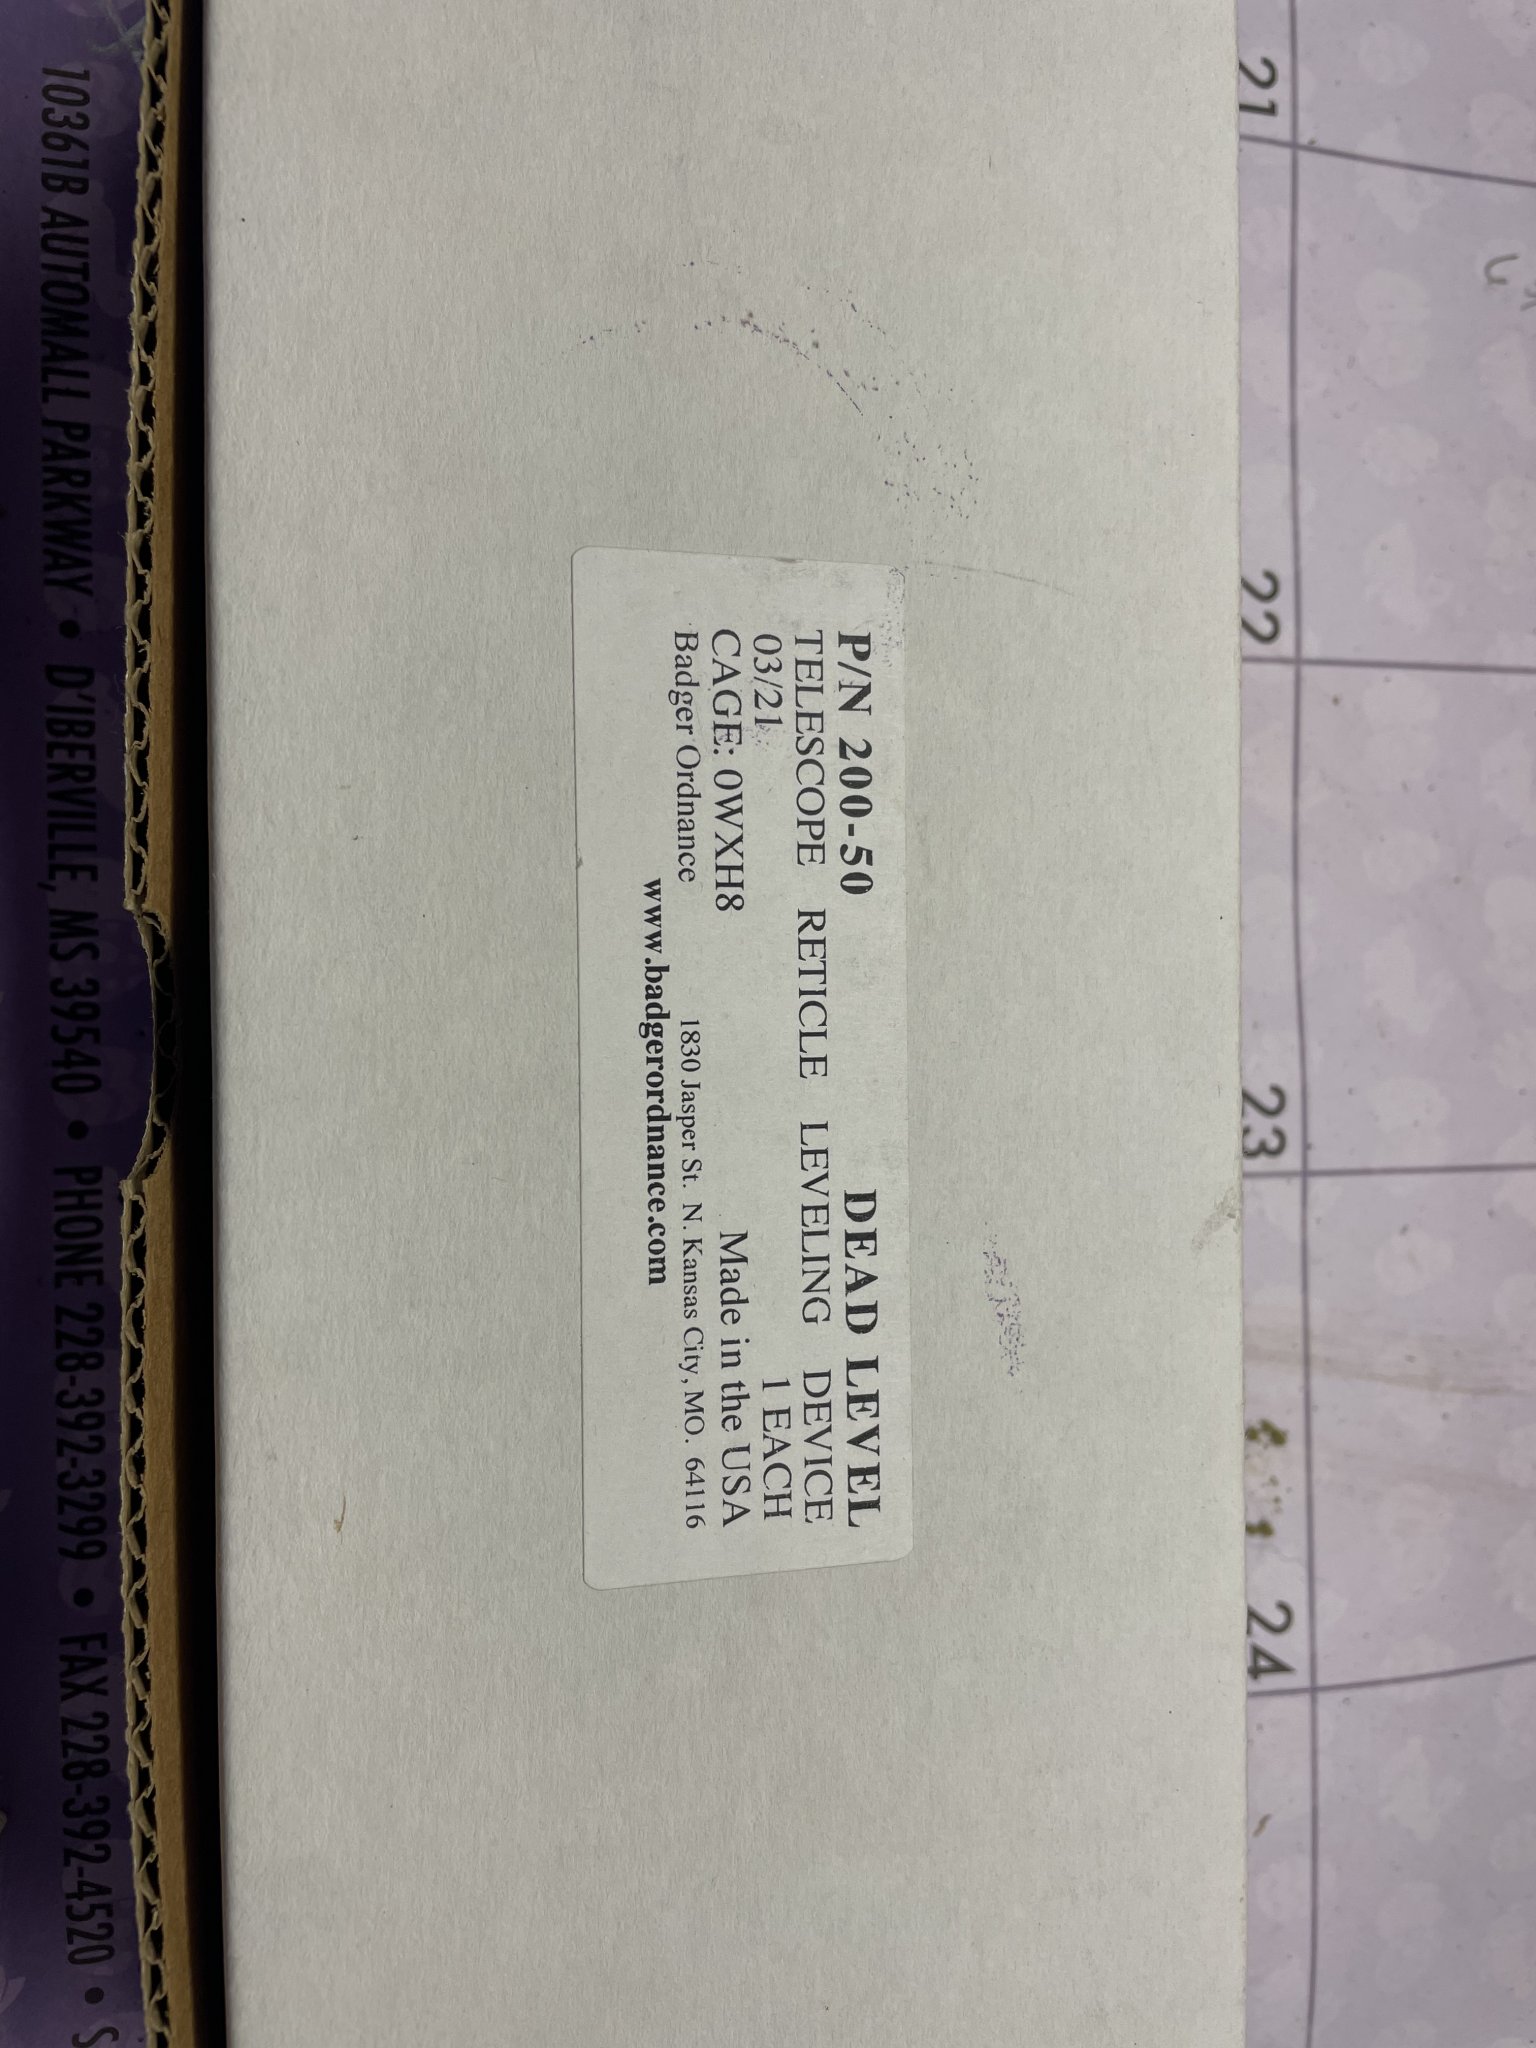 21
22
23
24
P/N 200-50 DEAD LEVEL
TELESCOPE RETICLE LEVELING DEVICE
03/21 1 EACH
CAGE: 0WXH8 Made in the USA
Badger Ordnance 1830 Jasper St. N. Kansas City, MO. 64116
www.badgerordnance.com
10361B AUTOMALL PARKWAY • D'IBERVILLE, MS 39540 • PHONE 228-392-3299 • FAX 228-392-4520 • S